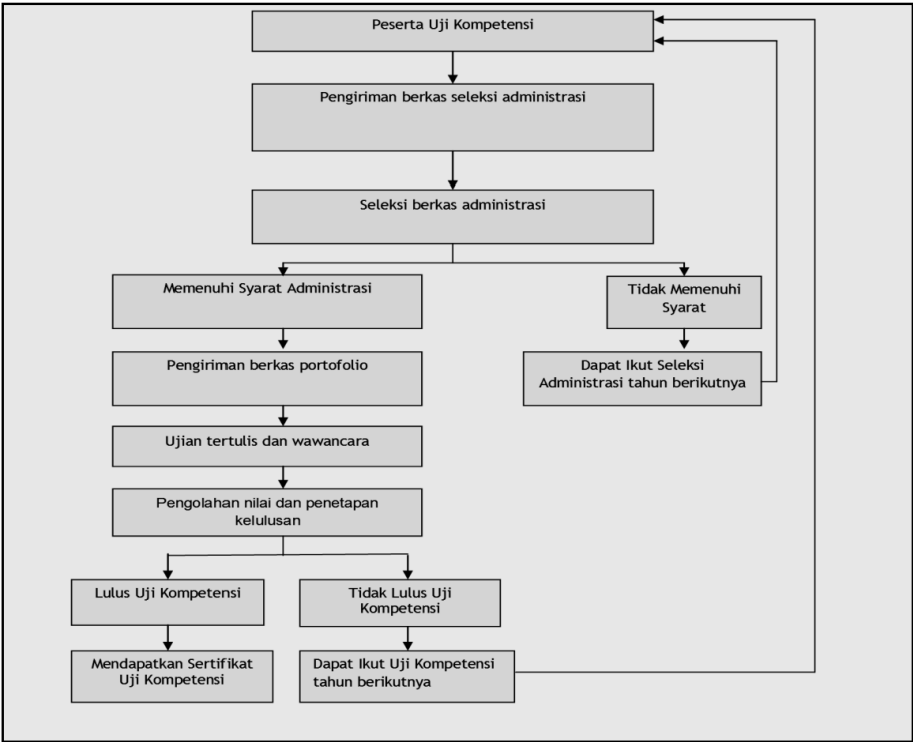 Peserta Uji Kompetensi
Pengiriman berkas seleksi administrasi
Seleksi berkas administrasi
Memenuhi Syarat Administrasi
Tidak Memenuhi
Syarat
Pengiriman berkas portofolio
Dapat Ikut Seleksi
Administrasi tahun berikutnya
Ujian tertulis dan wawancara
Pengolahan nilai dan penetapan
kelulusan
Lulus Uji Kompetensi
Tidak Lulus Uji
Kompetensi
Mendapatkan Sertifikat
Uji Kompetensi
Dapat Ikut Uji Kompetensi
tahun berikutnya